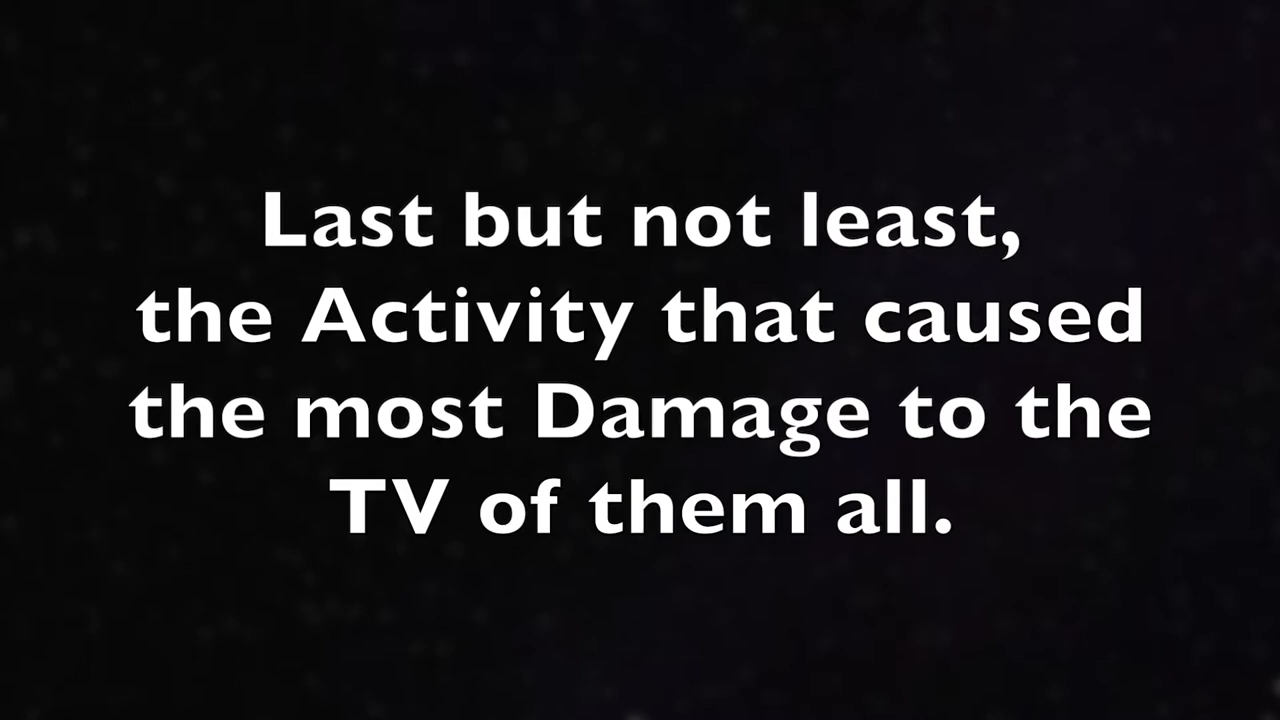 Last but not least,
the Activity that caused
the most Damage to the
TV of them all.